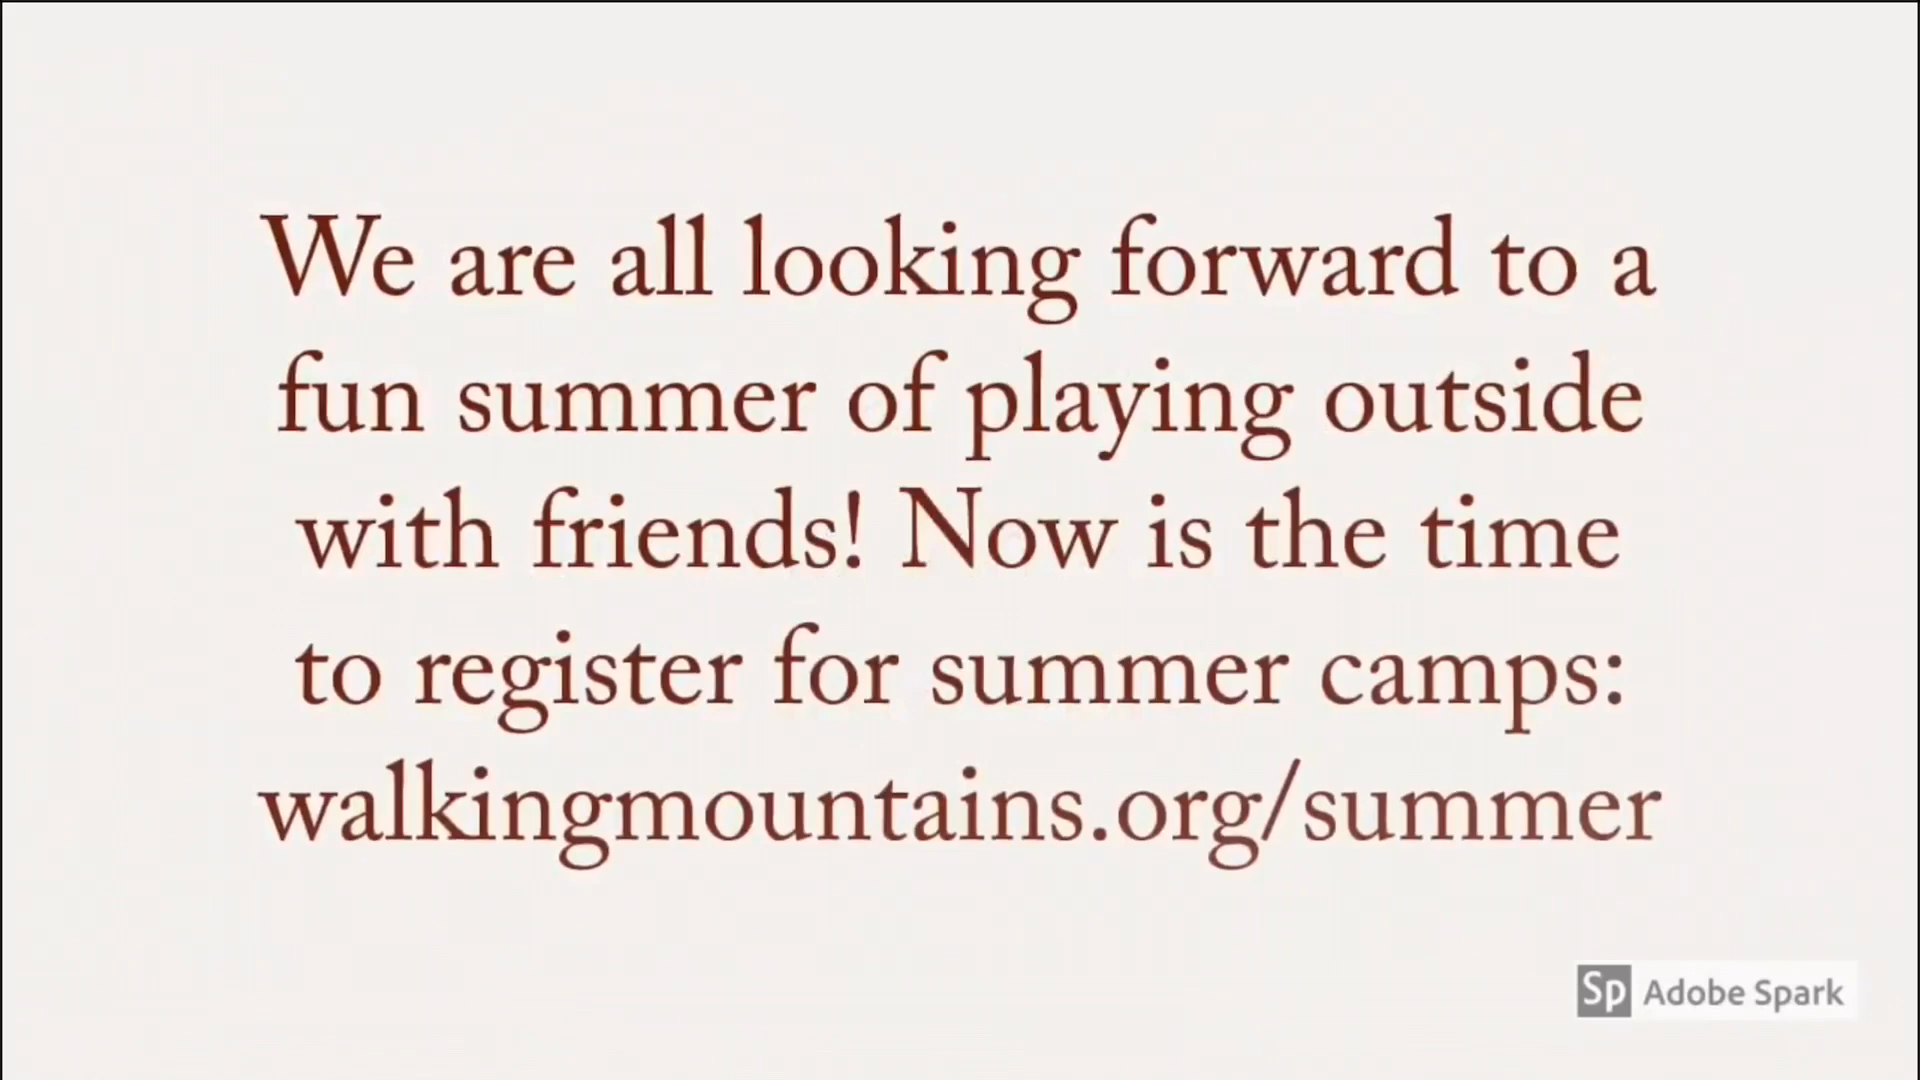 We are all looking forward to a
fun summer of playing outside
with friends! Now is the time
to register for summer camps:
walkingmountains.org/summer
Sp Adobe Spark